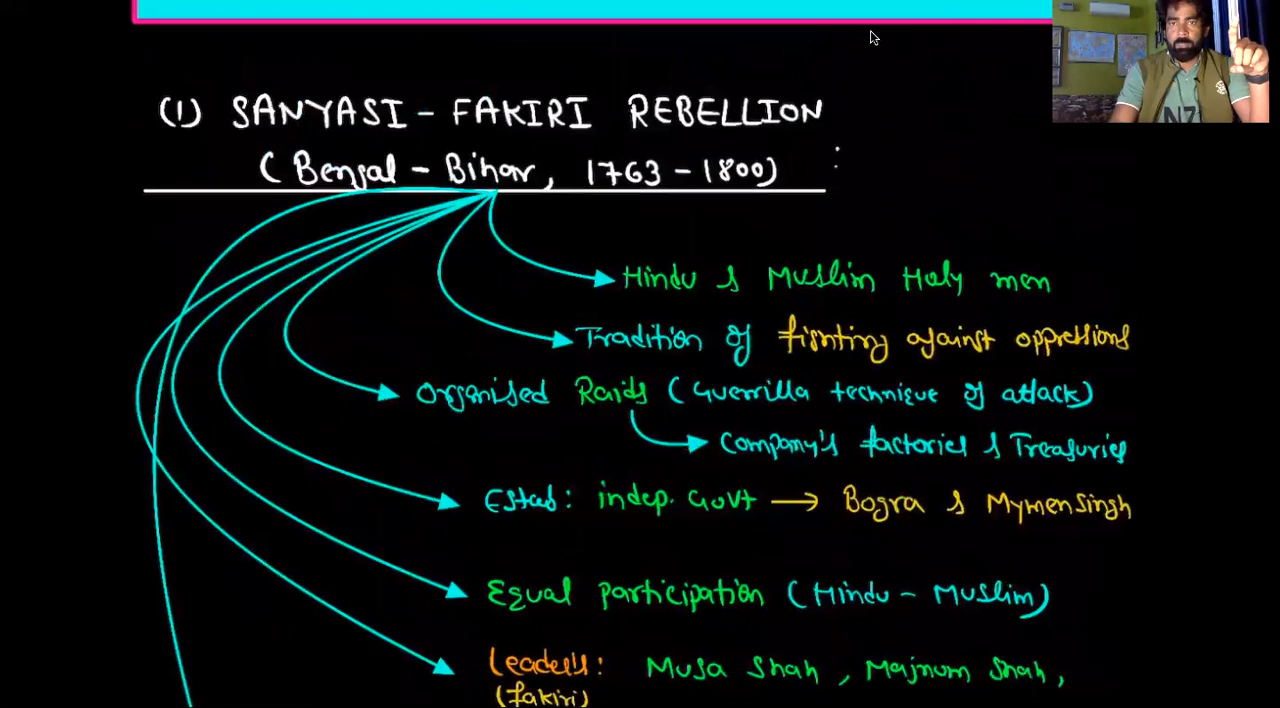 (1) SANYASI - FAKIRI REBELLION
(Bengal - Bihar, 1763 - 1800) :
Hindu & Muslim Holy men
Tradition of fighting against oppressions
Organised Raids (Guerrilla technique of attack)
Company's factories & Treasuries
Estab: indep. Govt → Bogra & Mymensingh
Equal participation (Hindu - Muslim)
Leader's: Musa Shah, Majnum Shah,
(fakiri)